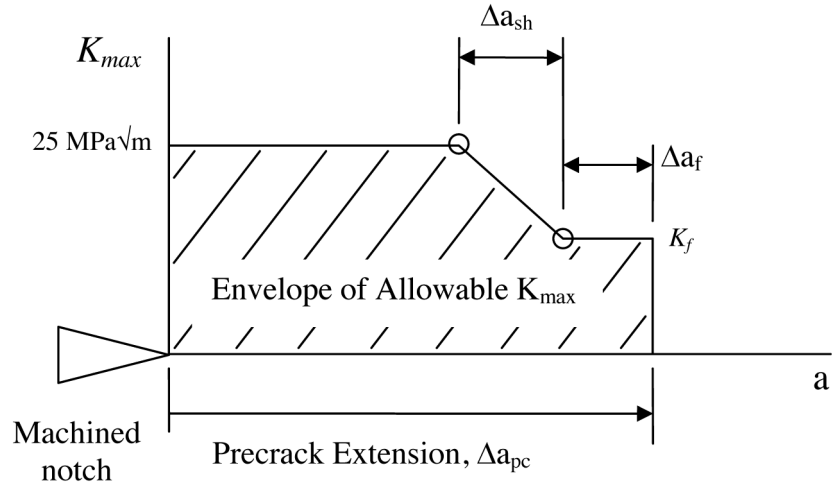 Δa_sh
K_max
25 MPa√m
Δa_f
K_f
Envelope of Allowable K_max
a
Machined
notch
Precrack Extension, Δa_pc